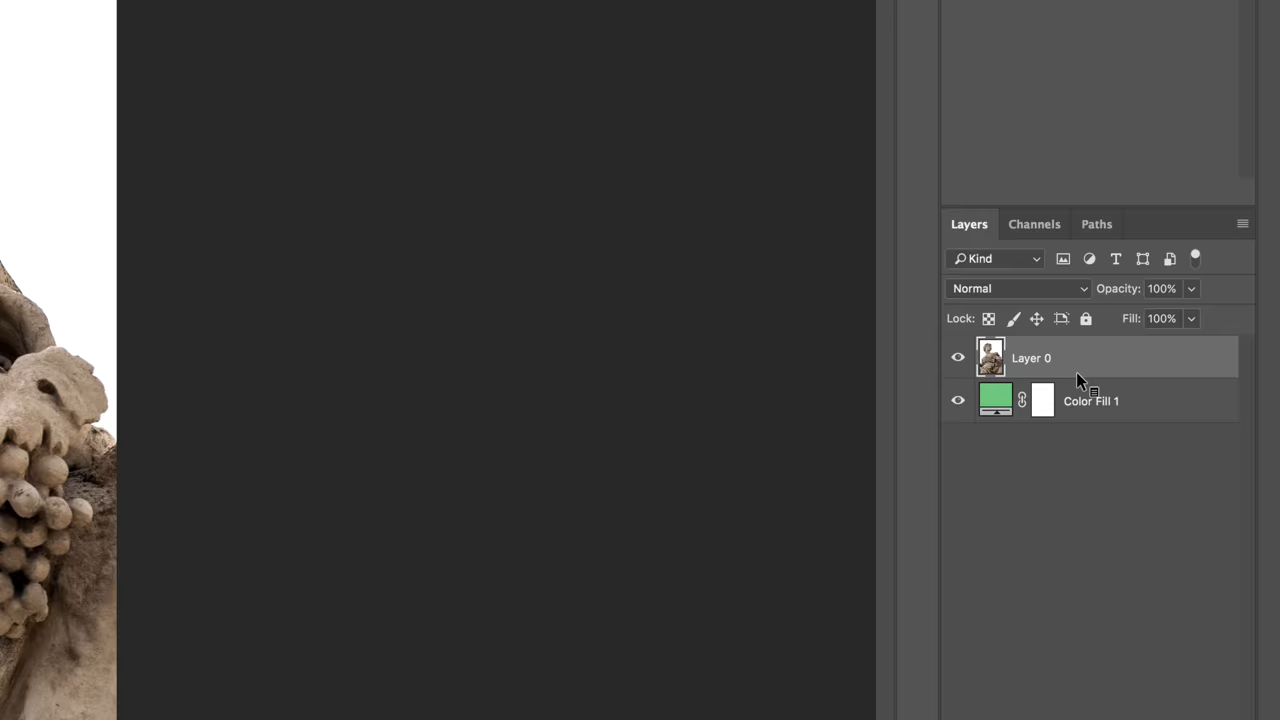 Layers Channels Paths
Kind
Normal Opacity: 100%
Lock: Fill: 100%
Layer 0
Color Fill 1